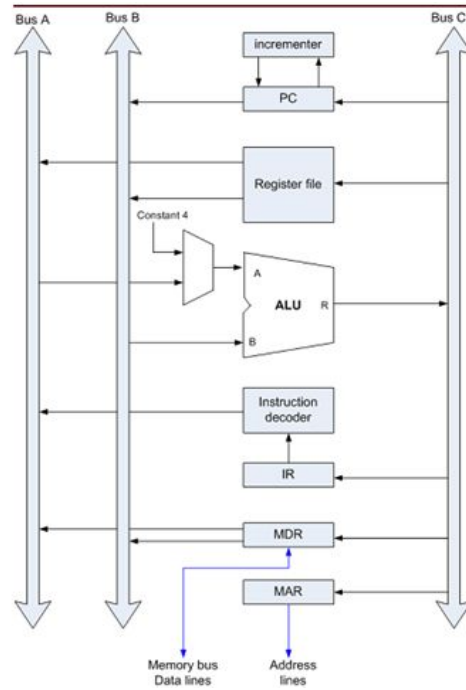 Bus A
Bus B
Bus C
incrementer
PC
Register file
Constant 4
A
ALU
R
B
Instruction
decoder
IR
MDR
MAR
Memory bus
Data lines
Address
lines